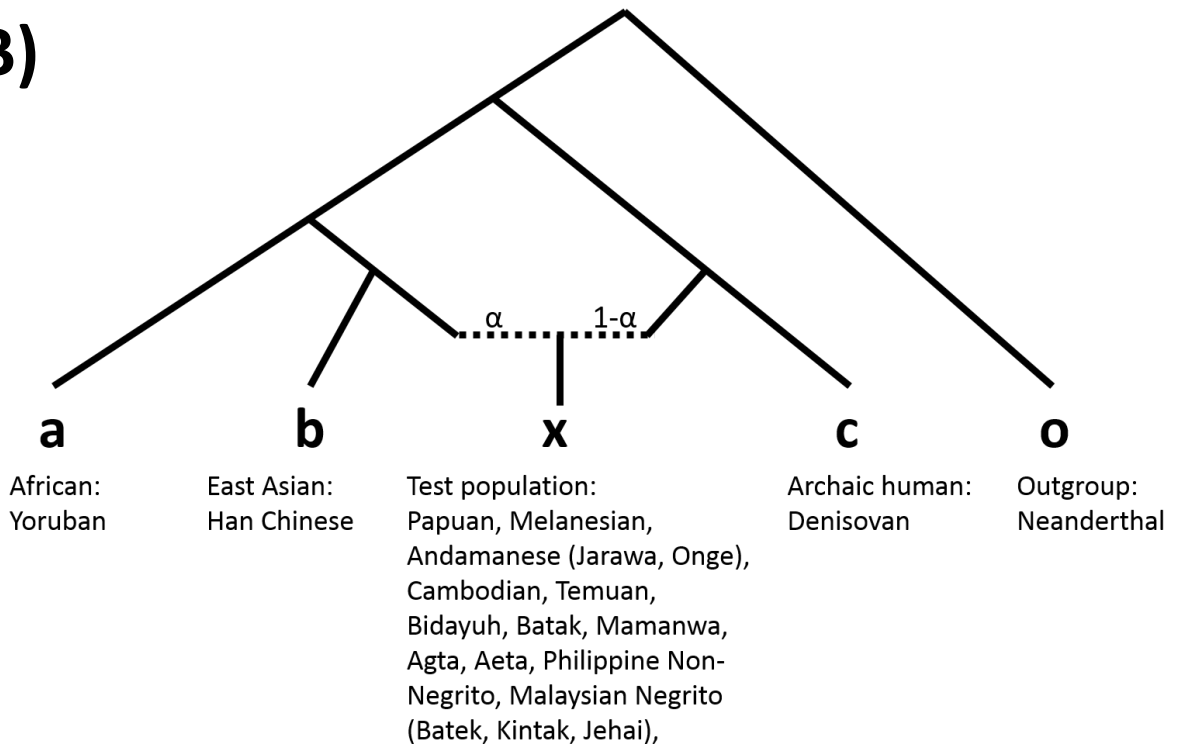 B)
α 1-α
a b x c o
African: East Asian: Test population: Archaic human: Outgroup:
Yoruban Han Chinese Papuan, Melanesian, Denisovan Neanderthal
Andamanese (Jarawa, Onge),
Cambodian, Temuan,
Bidayuh, Batak, Mamanwa,
Agta, Aeta, Philippine Non-
Negrito, Malaysian Negrito
(Batek, Kintak, Jehai),